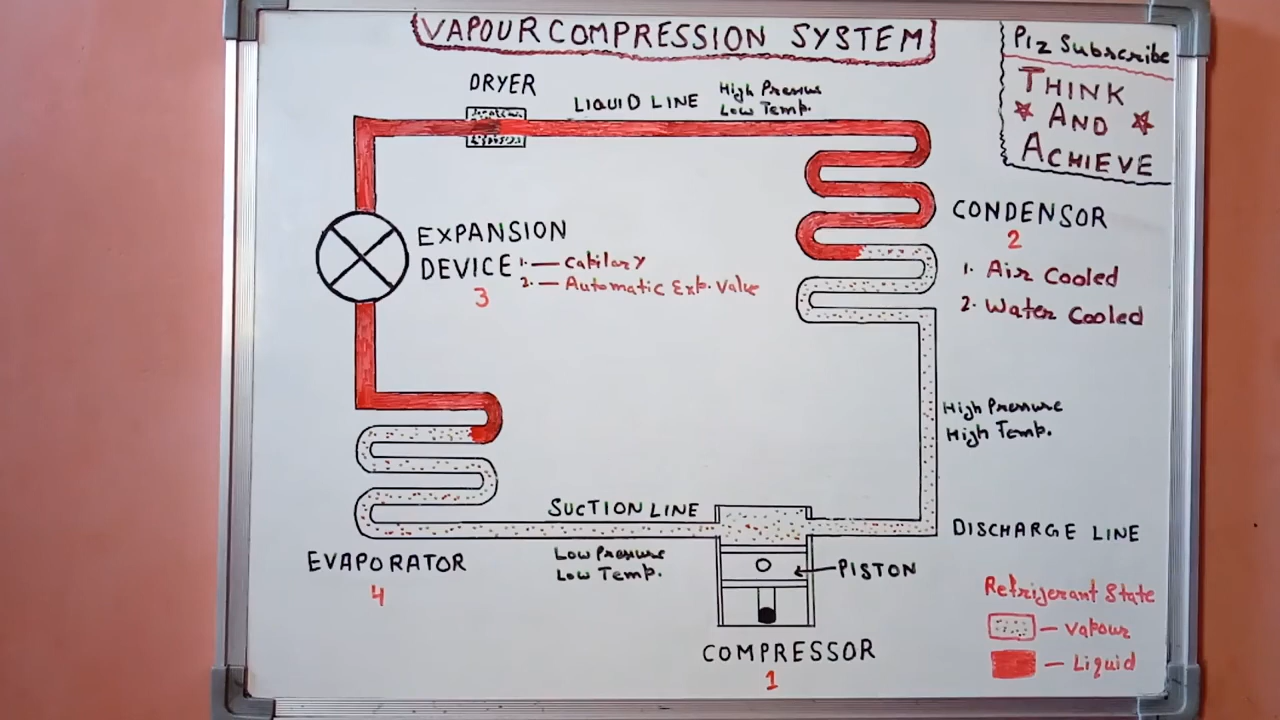 VAPOUR COMPRESSION SYSTEM
Plz Subscribe
THINK
AND
ACHIEVE
DRYER
LIQUID LINE
High Pressure
Low Temp.
CONDENSOR
2
1. Air Cooled
2. Water Cooled
EXPANSION
DEVICE
1. — Capilary
2. — Automatic Exp. Valve
3
High Pressure
High Temp.
SUCTION LINE
Low Pressure
Low Temp.
DISCHARGE LINE
EVAPORATOR
4
PISTON
COMPRESSOR
1
Refrigerant State
— Vapour
— Liquid